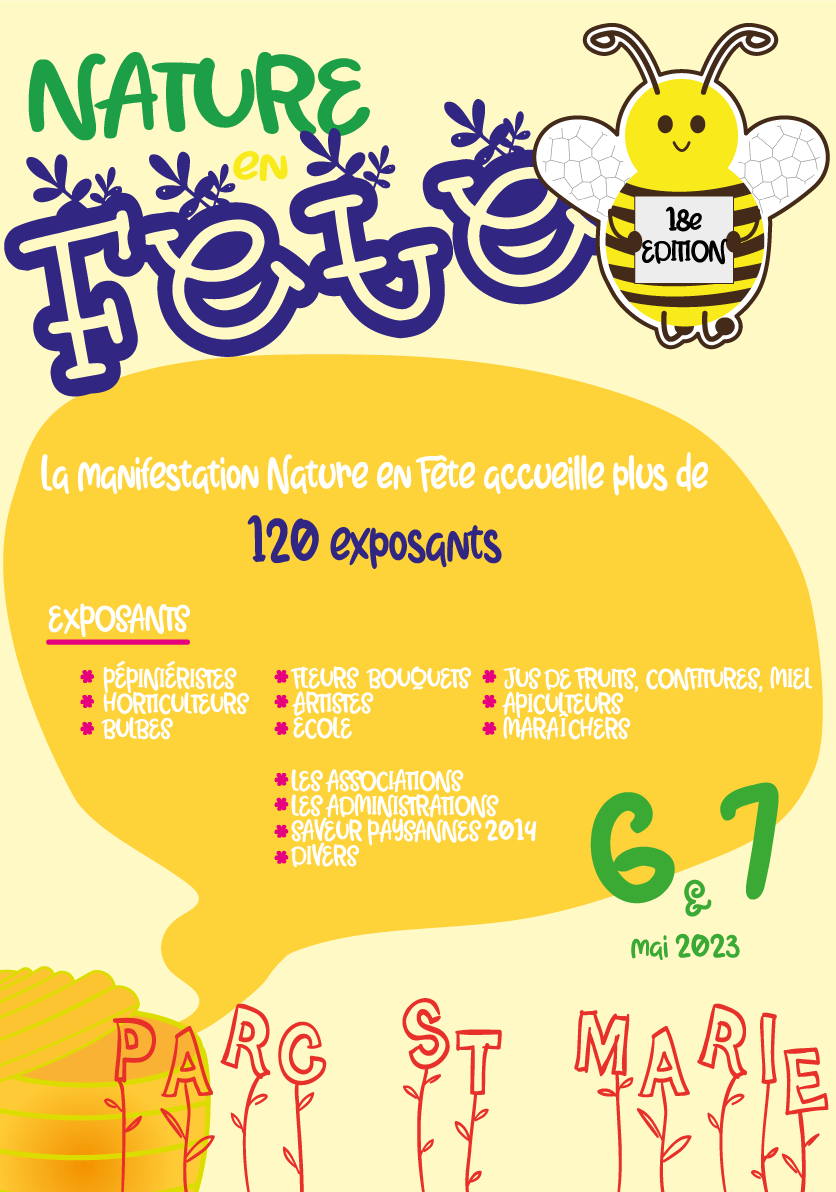 NATURE
en
FeTe
18e
EDITION
La manifestation Nature en Fête accueille plus de
120 exposants
EXPOSANTS
PÉPINIÉRISTES
HORTICULTEURS
BULBES
FLEURS BOUQUETS
ARTISTES
ÉCOLE
JUS DE FRUITS, CONFITURES, MIEL
APICULTEURS
MARAÎCHERS
LES ASSOCIATIONS
LES ADMINISTRATIONS
SAVEUR PAYSANNES 2014
DIVERS
6 & 7
mai 2023
PARC ST MARIE